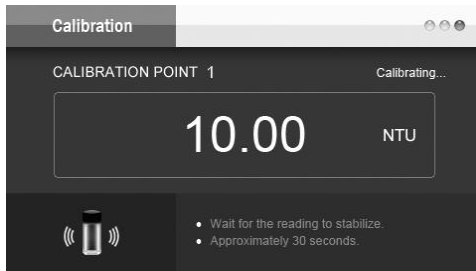 Calibration
CALIBRATION POINT 1
Calibrating...
10.00 NTU
Wait for the reading to stabilize.
Approximately 30 seconds.